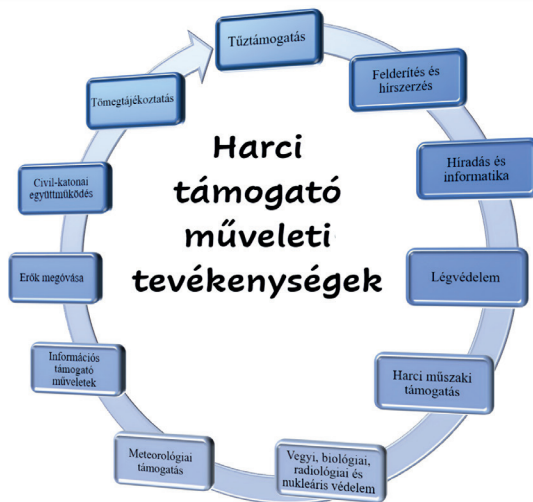 Tűztámogatás
Felderítés és
hírszerzés
Híradás és
informatika
Légvédelem
Harci műszaki
támogatás
Vegyi, biológiai,
radiológiai és
nukleáris védelem
Meteorológiai
támogatás
Információs
támogató
műveletek
Erők megóvása
Civil-katonai
együttműködés
Tömegtájékoztatás
Harci
támogató
műveleti
tevékenységek